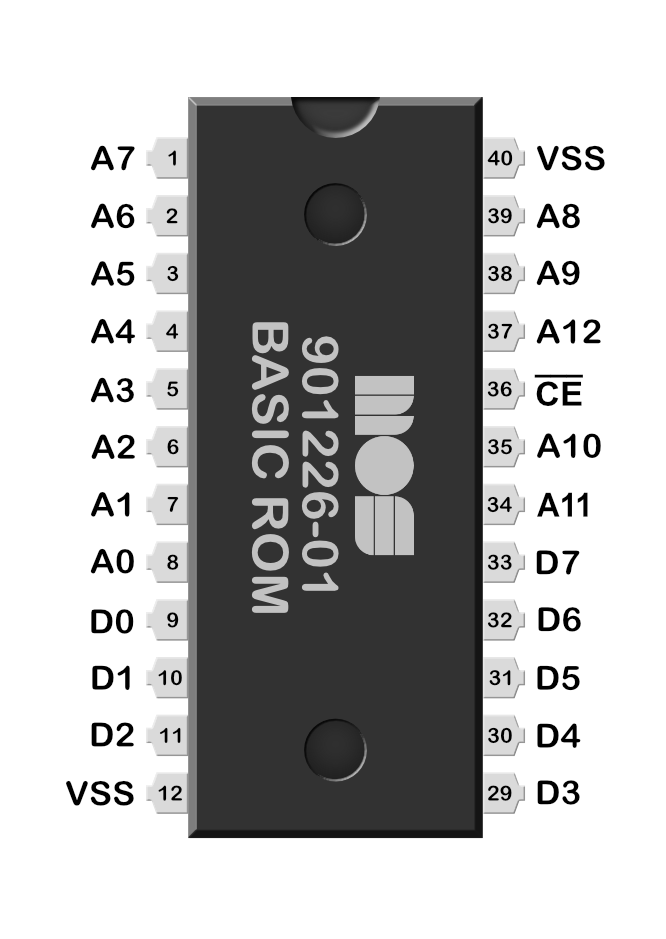 A7 1 40 VSS
A6 2 39 A8
A5 3 38 A9
A4 4 37 A12
A3 5 36 C̅E̅
A2 6 35 A10
A1 7 34 A11
A0 8 33 D7
D0 9 32 D6
D1 10 31 D5
D2 11 30 D4
VSS 12 29 D3
mos
901226-01
BASIC ROM